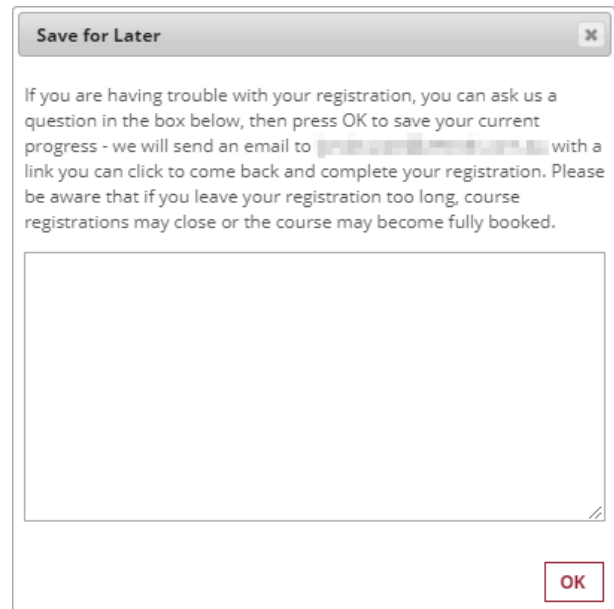 Save for Later
If you are having trouble with your registration, you can ask us a
question in the box below, then press OK to save your current
progress - we will send an email to with a
link you can click to come back and complete your registration. Please
be aware that if you leave your registration too long, course
registrations may close or the course may become fully booked.
OK